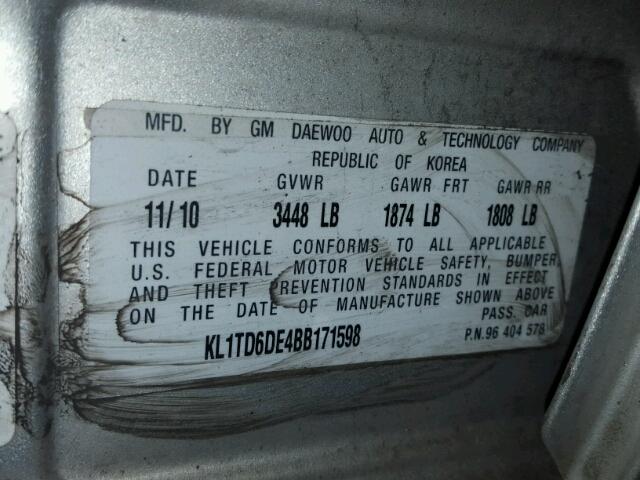 MFD. BY GM DAEWOO AUTO & TECHNOLOGY COMPANY
REPUBLIC OF KOREA
DATE GVWR GAWR FRT GAWR RR
11/10 3448 LB 1874 LB 1808 LB
THIS VEHICLE CONFORMS TO ALL APPLICABLE
U.S. FEDERAL MOTOR VEHICLE SAFETY, BUMPER,
AND THEFT PREVENTION STANDARDS IN EFFECT
ON THE DATE OF MANUFACTURE SHOWN ABOVE
PASS. CAR
KL1TD6DE4BB171598 P.N.96 404 578